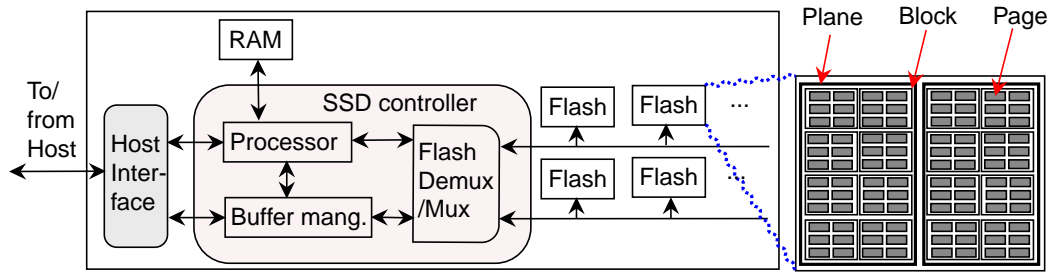 Plane Block Page
RAM
SSD controller
To/
from
Host
Host
Inter-
face
Processor
Buffer mang.
Flash
Demux
/Mux
Flash Flash ...
Flash Flash ...